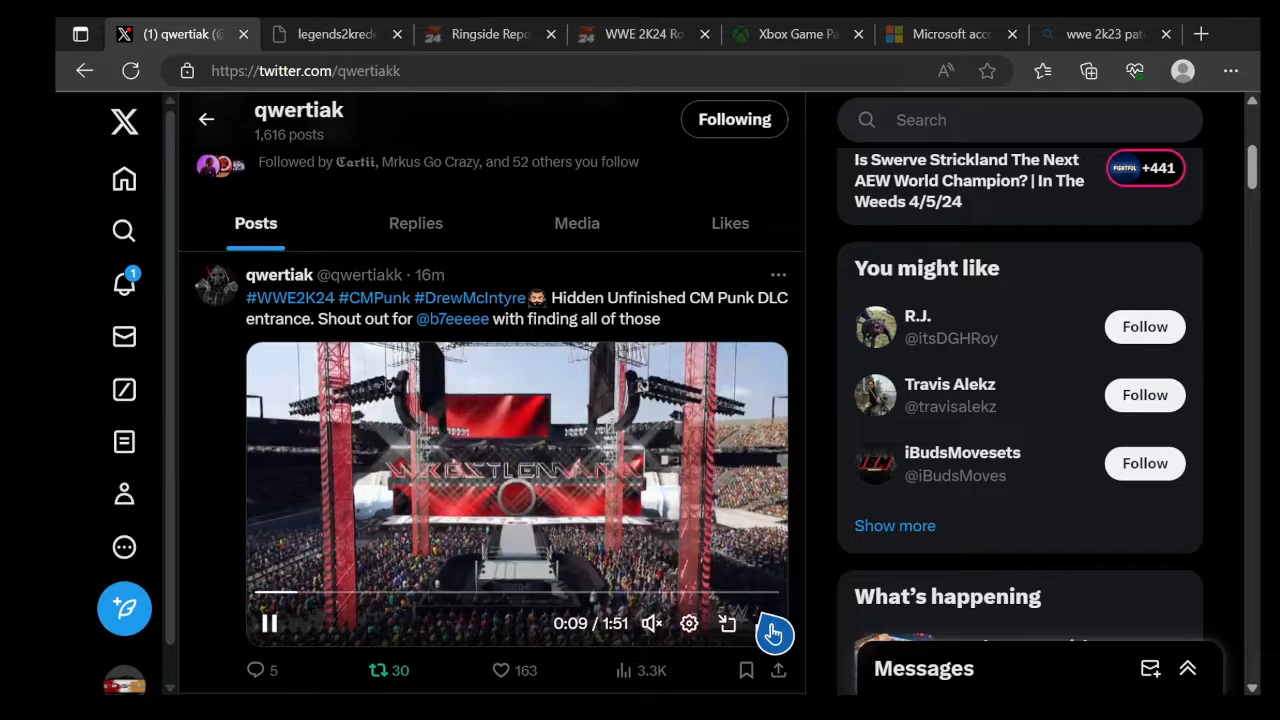 (1) qwertiak (@
legends2kred
Ringside Repo
WWE 2K24 Ro
Xbox Game Pa
Microsoft acc
wwe 2k23 pat
https://twitter.com/qwertiakk
qwertiak
1,616 posts
Following
Followed by 𝕮𝖆𝖗𝖙𝖎𝖎, Mrkus Go Crazy, and 52 others you follow
Posts
Replies
Media
Likes
qwertiak @qwertiakk · 16m
#WWE2K24 #CMPunk #DrewMcIntyre Hidden Unfinished CM Punk DLC
entrance. Shout out for @b7eeeee with finding all of those
WRESTLEMANIA
0:09 / 1:51
5
30
163
3.3K
1
Search
Is Swerve Strickland The Next
AEW World Champion? | In The
Weeds 4/5/24
FIGHTFUL
+441
You might like
R.J.
@itsDGHRoy
Follow
Travis Alekz
@travisalekz
Follow
iBudsMovesets
@iBudsMoves
Follow
Show more
What's happening
Messages